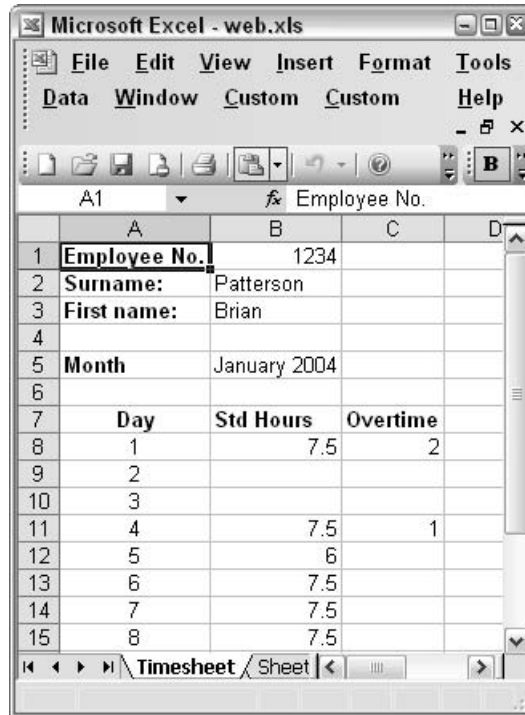 Microsoft Excel - web.xls
File Edit View Insert Format Tools
Data Window Custom Custom Help
B
A1 fx Employee No.
A B C D
1 Employee No. 1234
2 Surname: Patterson
3 First name: Brian
4
5 Month January 2004
6
7 Day Std Hours Overtime
8 1 7.5 2
9 2
10 3
11 4 7.5 1
12 5 6
13 6 7.5
14 7 7.5
15 8 7.5
Timesheet Sheet